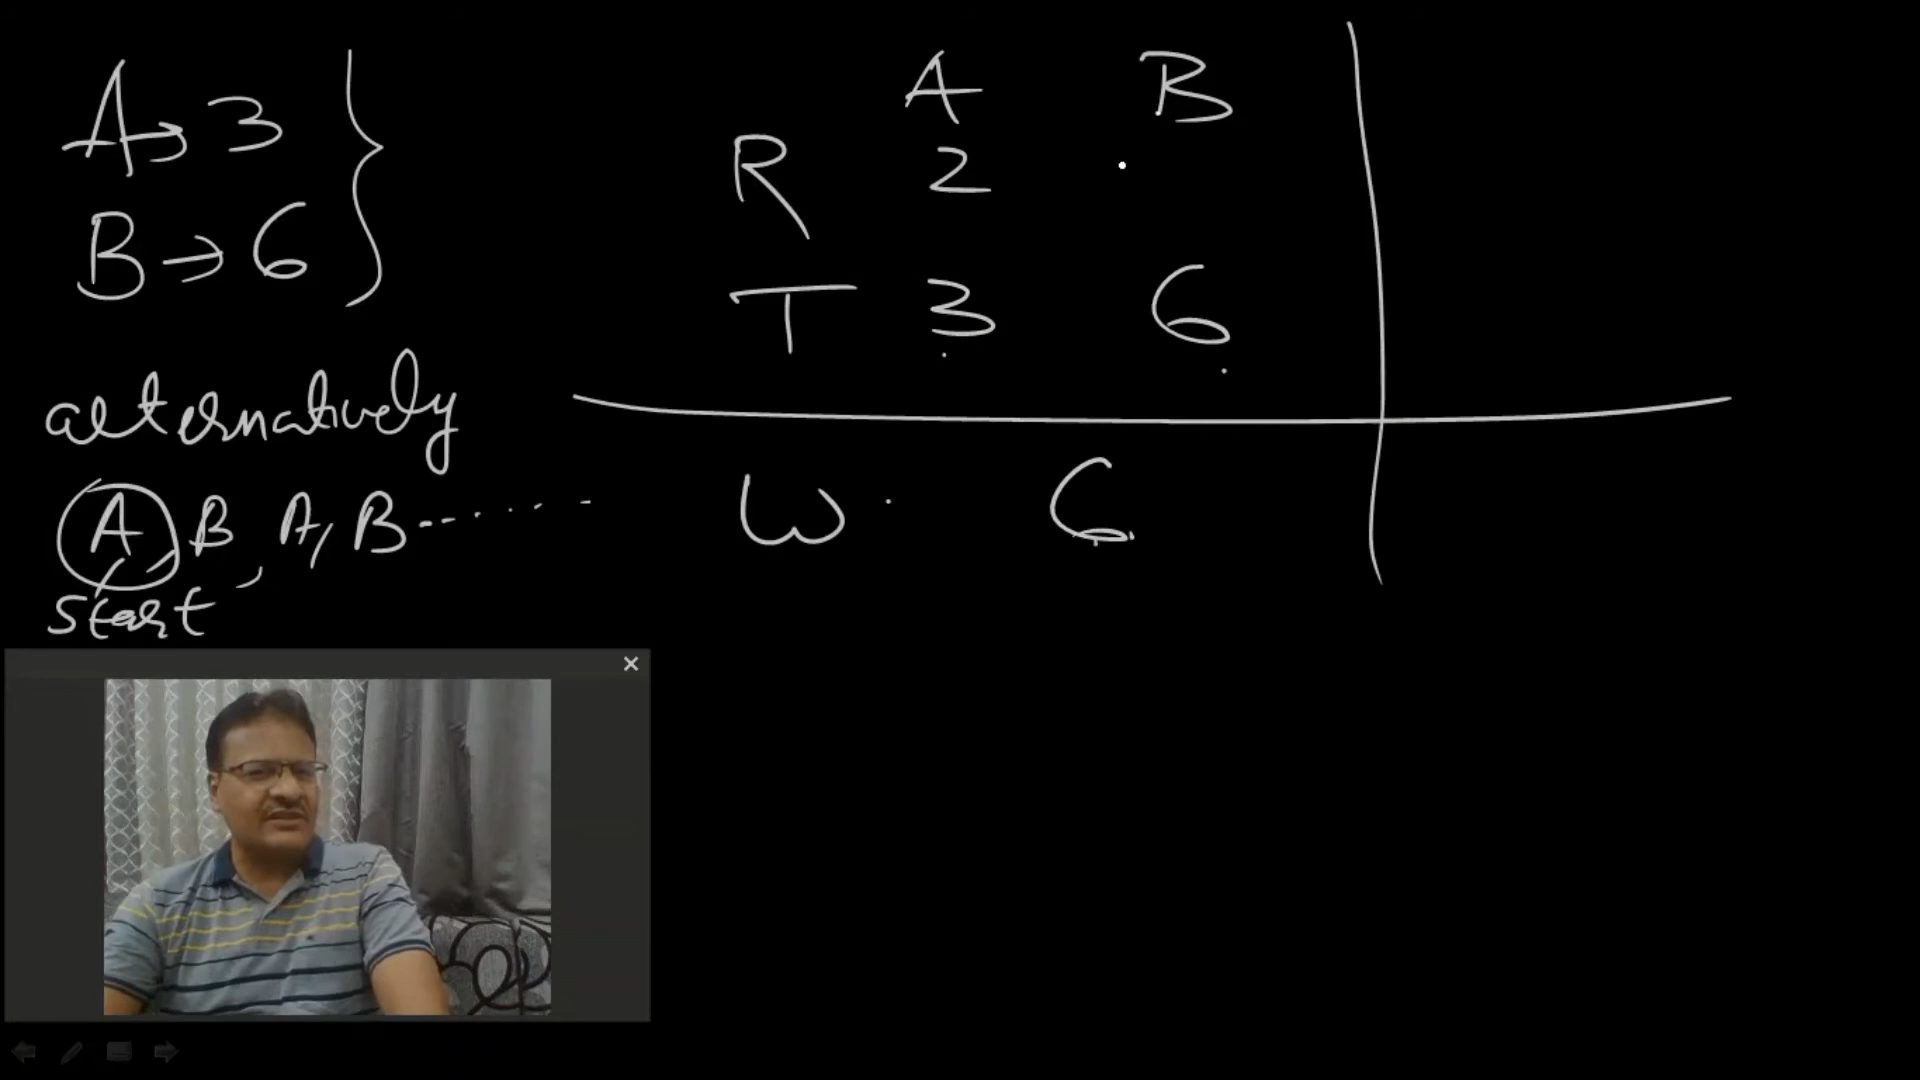 A→3
B→6
alternatively
A, B, A, B--.....-
start
A B
R 2
T 3 6
W 6